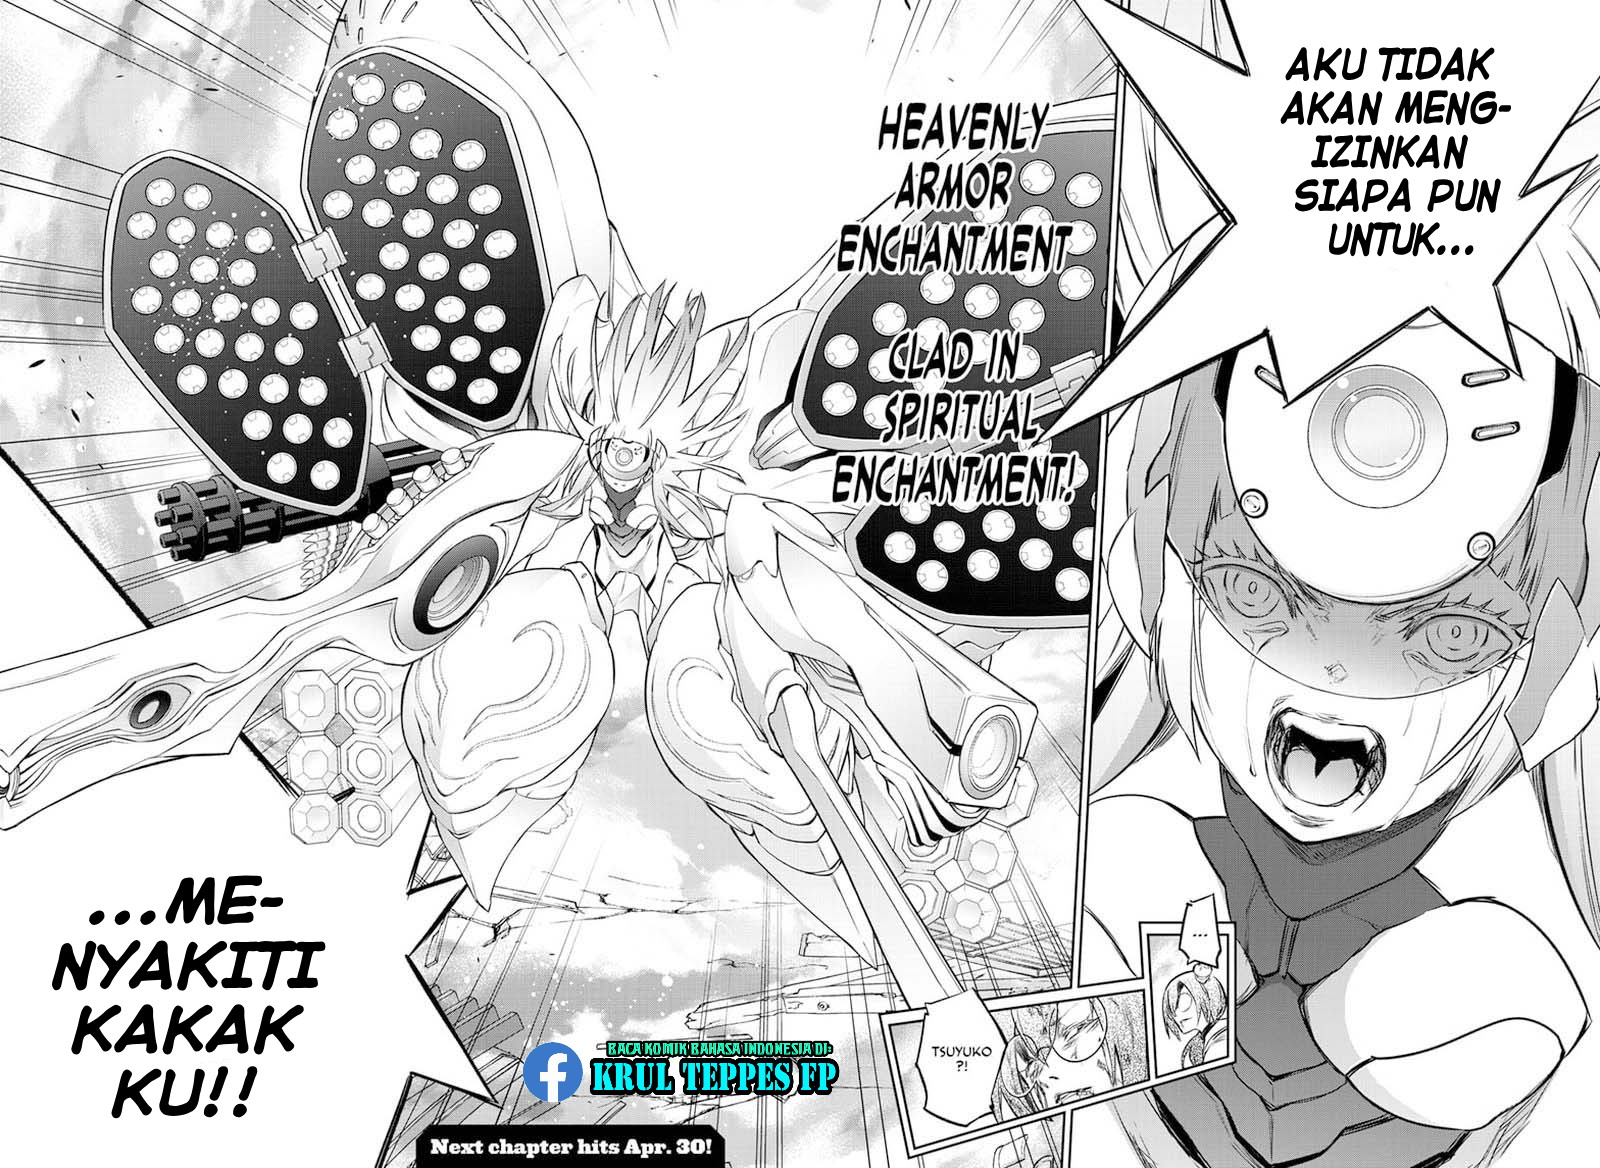 AKU TIDAK
AKAN MENG-
IZINKAN
SIAPA PUN
UNTUK...
HEAVENLY
ARMOR
ENCHANTMENT
CLAD IN
SPIRITUAL
ENCHANTMENT!
...
TSUYUKO
?!
...ME-
NYAKITI
KAKAK
KU!!
BACA KOMIK BAHASA INDONESIA DI:
KRUL TEPPES FP
Next chapter hits Apr. 30!